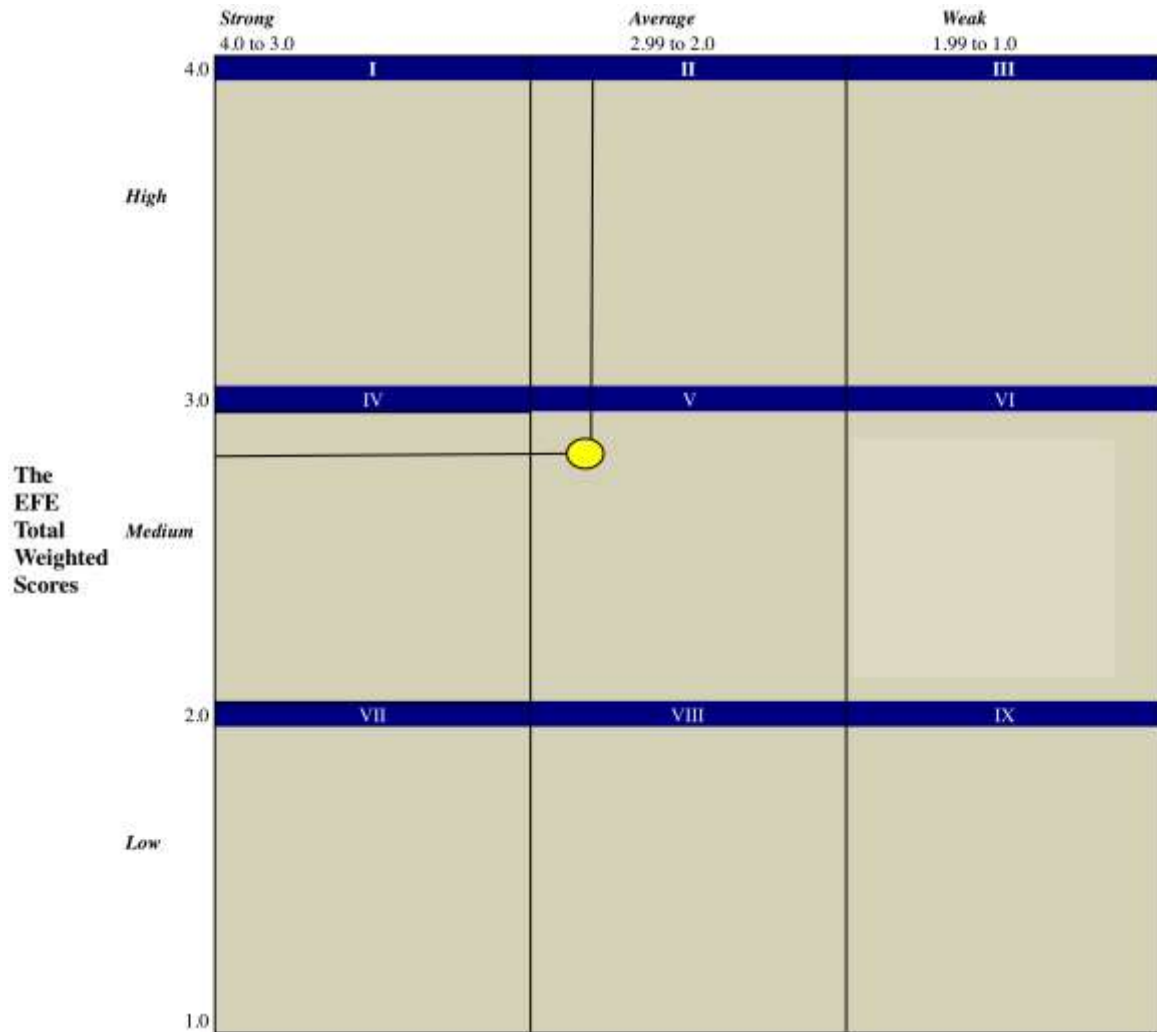 Strong Average Weak
4.0 to 3.0 2.99 to 2.0 1.99 to 1.0
4.0 I II III
High
3.0 IV V VI
The
EFE
Total Medium
Weighted
Scores
2.0 VII VIII IX
Low
1.0